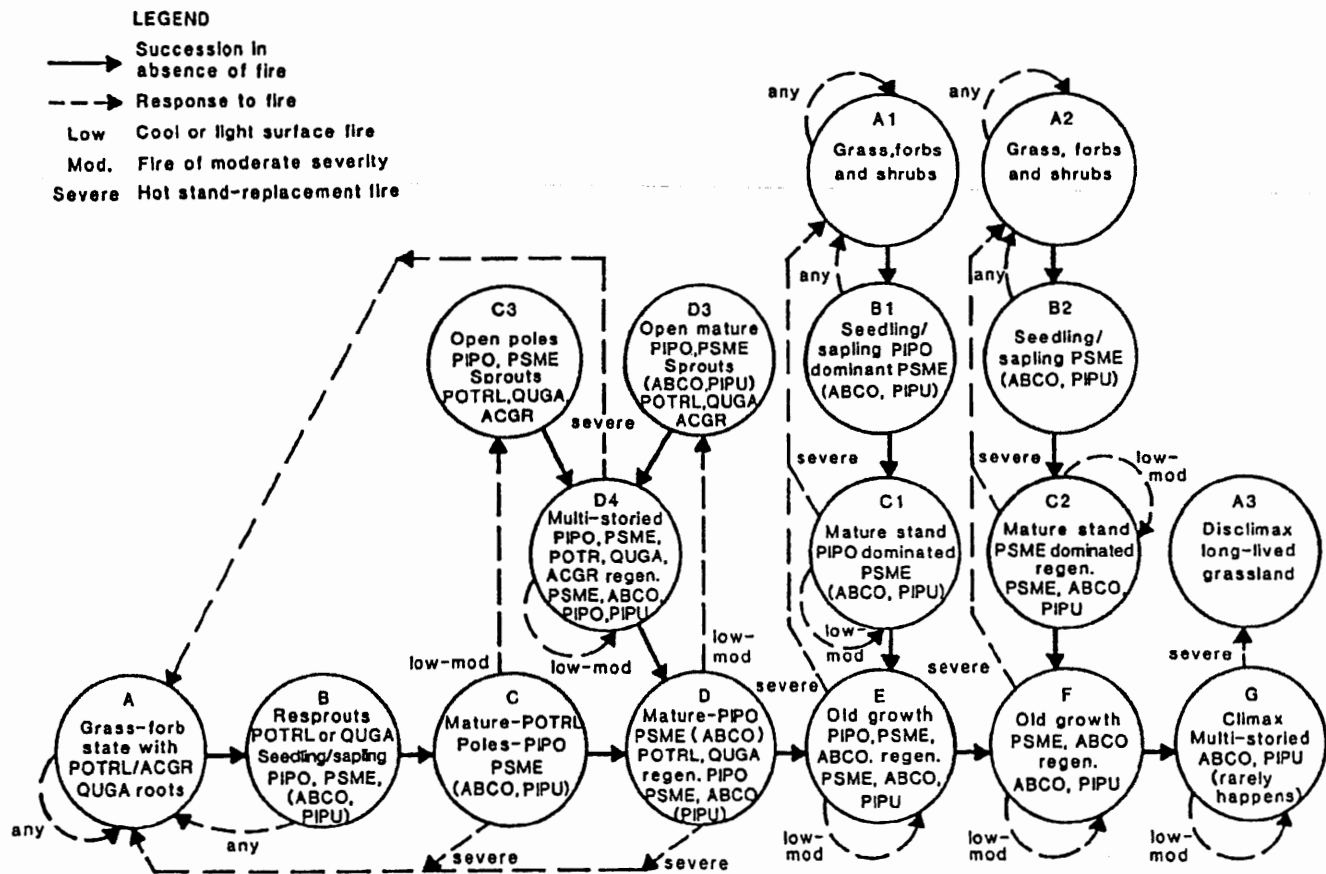 LEGEND
Succession in
absence of fire
Response to fire
Low Cool or light surface fire
Mod. Fire of moderate severity
Severe Hot stand-replacement fire
any
A1
Grass, forbs
and shrubs
any
A2
Grass, forbs
and shrubs
any
B1
Seedling/
sapling PIPO
dominant PSME
(ABCO, PIPU)
any
B2
Seedling/
sapling PSME
(ABCO, PIPU)
C3
Open poles
PIPO, PSME
Sprouts
POTRL, QUGA,
ACGR
D3
Open mature
PIPO, PSME
Sprouts
(ABCO, PIPU)
POTRL, QUGA,
ACGR
severe
D4
Multi-storied
PIPO, PSME,
POTR, QUGA,
ACGR regen.
PSME, ABCO,
PIPO, PIPU
low-mod
severe
C1
Mature stand
PIPO dominated
PSME
(ABCO, PIPU)
low-
mod
severe
C2
Mature stand
PSME dominated
regen.
PSME, ABCO,
PIPU
low-
mod
A3
Disclimax
long-lived
grassland
low-mod
low-
mod
severe
severe
severe
A
Grass-forb
state with
POTRL/ACGR
QUGA roots
any
B
Resprouts
POTRL or QUGA
Seedling/sapling
PIPO, PSME,
(ABCO,
PIPU)
any
C
Mature-POTRL
Poles-PIPO
PSME
(ABCO, PIPU)
severe
D
Mature-PIPO
PSME (ABCO)
POTRL, QUGA
regen. PIPO
PSME, ABCO
(PIPU)
severe
E
Old growth
PIPO, PSME,
ABCO. regen.
PSME, ABCO,
PIPU
low-
mod
F
Old growth
PSME, ABCO
regen.
ABCO, PIPU
low-
mod
G
Climax
Multi-storied
ABCO, PIPU
(rarely
happens)
low-
mod